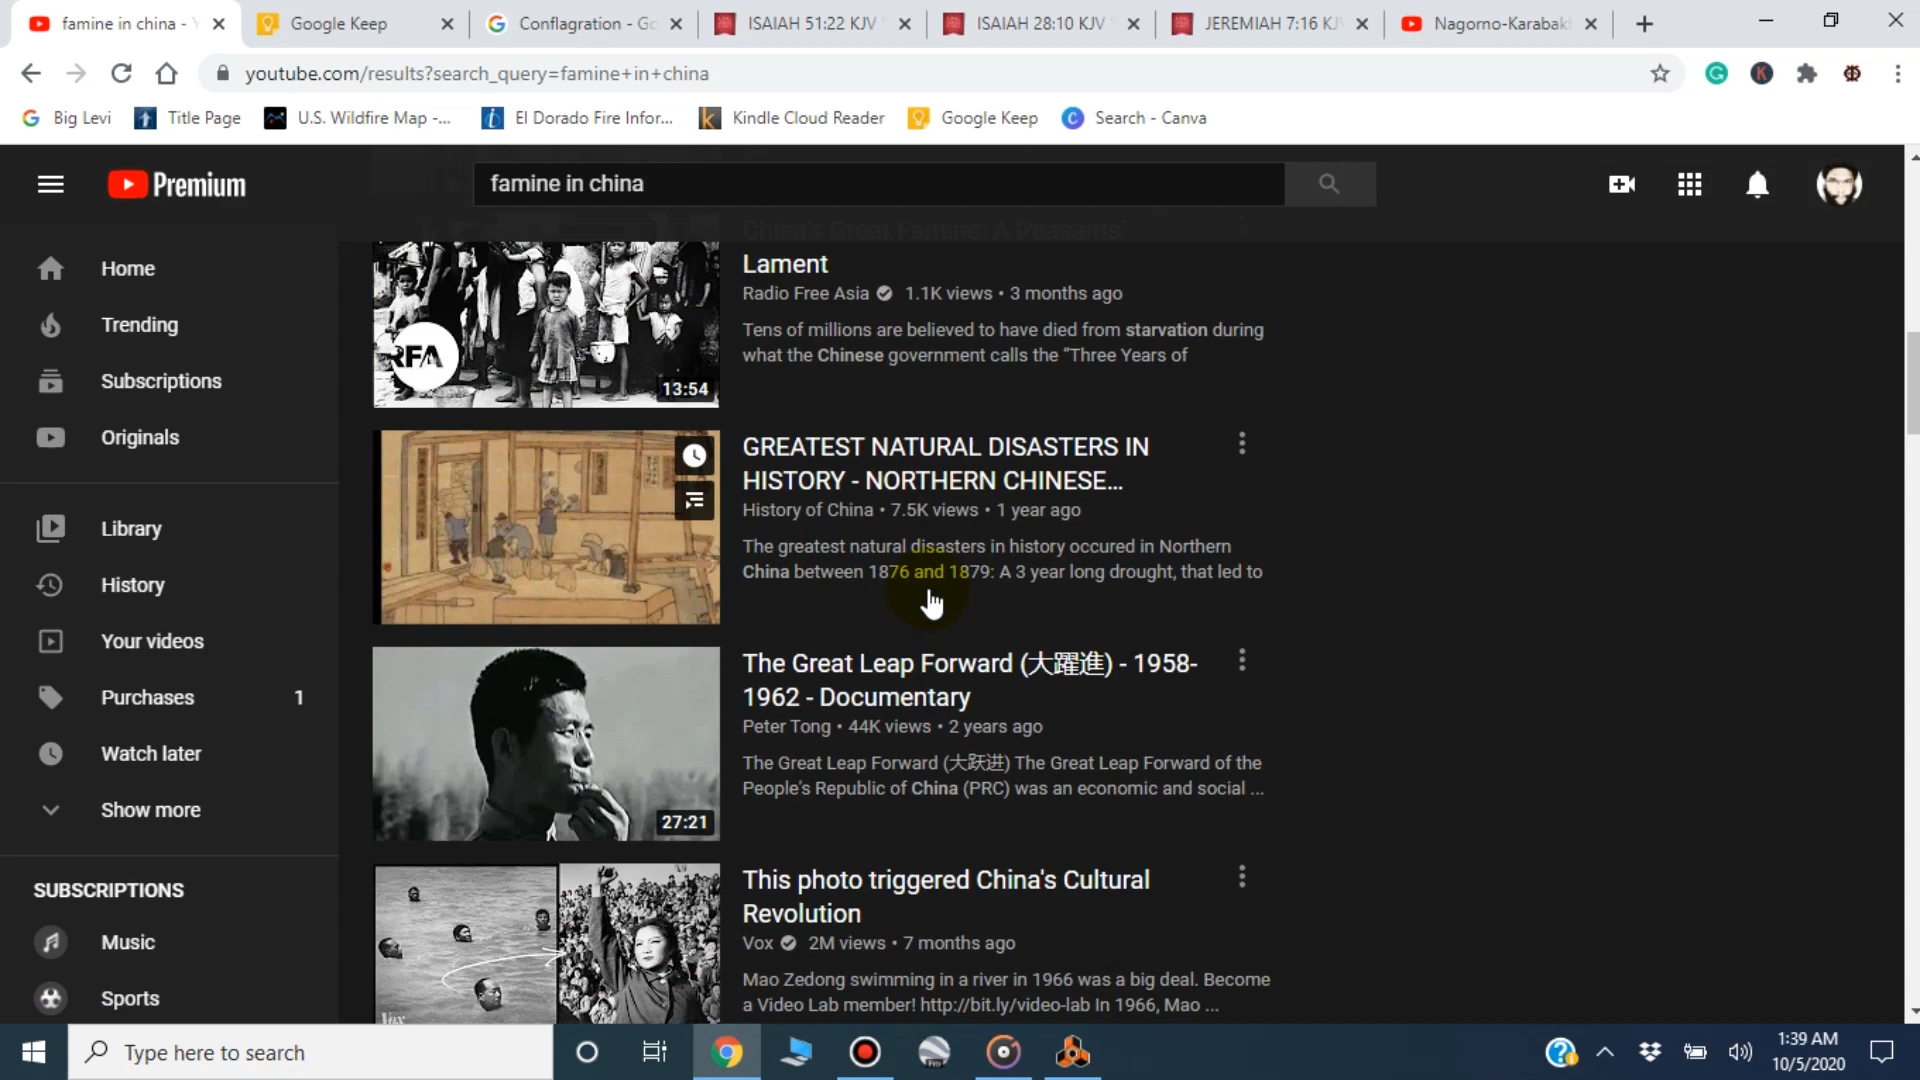 famine in china - Y
Google Keep
Conflagration - Go
ISAIAH 51:22 KJV "
ISAIAH 28:10 KJV "
JEREMIAH 7:16 KJ
Nagorno-Karabak
youtube.com/results?search_query=famine+in+china
Big Levi
Title Page
U.S. Wildfire Map -...
El Dorado Fire Infor...
Kindle Cloud Reader
Google Keep
Search - Canva
Premium
famine in china
Home
Trending
Subscriptions
Originals
Library
History
Your videos
Purchases 1
Watch later
Show more
SUBSCRIPTIONS
Music
Sports
China's Great Famine: A Peasants'
Lament
Radio Free Asia 1.1K views • 3 months ago
Tens of millions are believed to have died from starvation during
what the Chinese government calls the “Three Years of
RFA
13:54
GREATEST NATURAL DISASTERS IN
HISTORY - NORTHERN CHINESE...
History of China • 7.5K views • 1 year ago
The greatest natural disasters in history occured in Northern
China between 1876 and 1879: A 3 year long drought, that led to
The Great Leap Forward (大躍進) - 1958-
1962 - Documentary
Peter Tong • 44K views • 2 years ago
The Great Leap Forward (大跃进) The Great Leap Forward of the
People's Republic of China (PRC) was an economic and social ...
27:21
This photo triggered China's Cultural
Revolution
Vox 2M views • 7 months ago
Mao Zedong swimming in a river in 1966 was a big deal. Become
a Video Lab member! http://bit.ly/video-lab In 1966, Mao ...
Vox
Type here to search
1:39 AM
10/5/2020